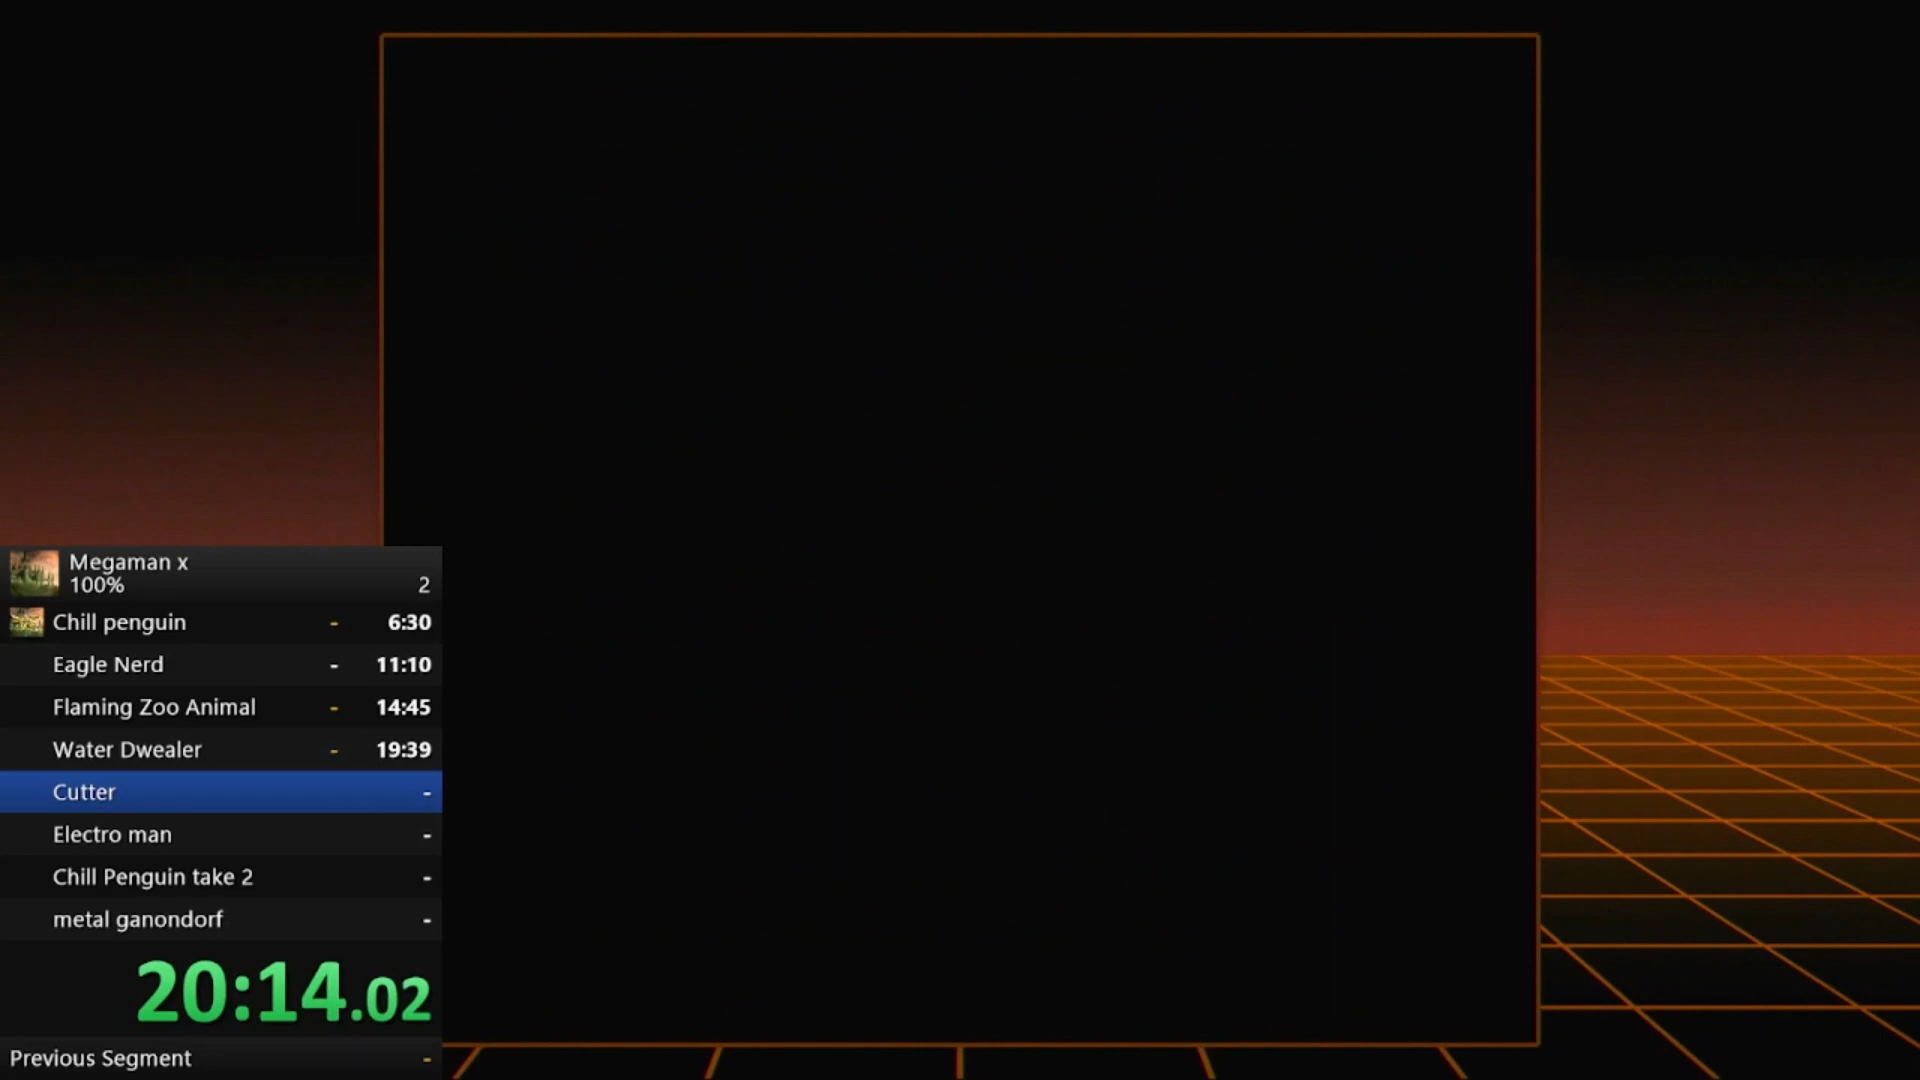 Megaman x
100% 2
Chill penguin - 6:30
Eagle Nerd - 11:10
Flaming Zoo Animal - 14:45
Water Dwealer - 19:39
Cutter -
Electro man -
Chill Penguin take 2 -
metal ganondorf -
20:14.02
Previous Segment -